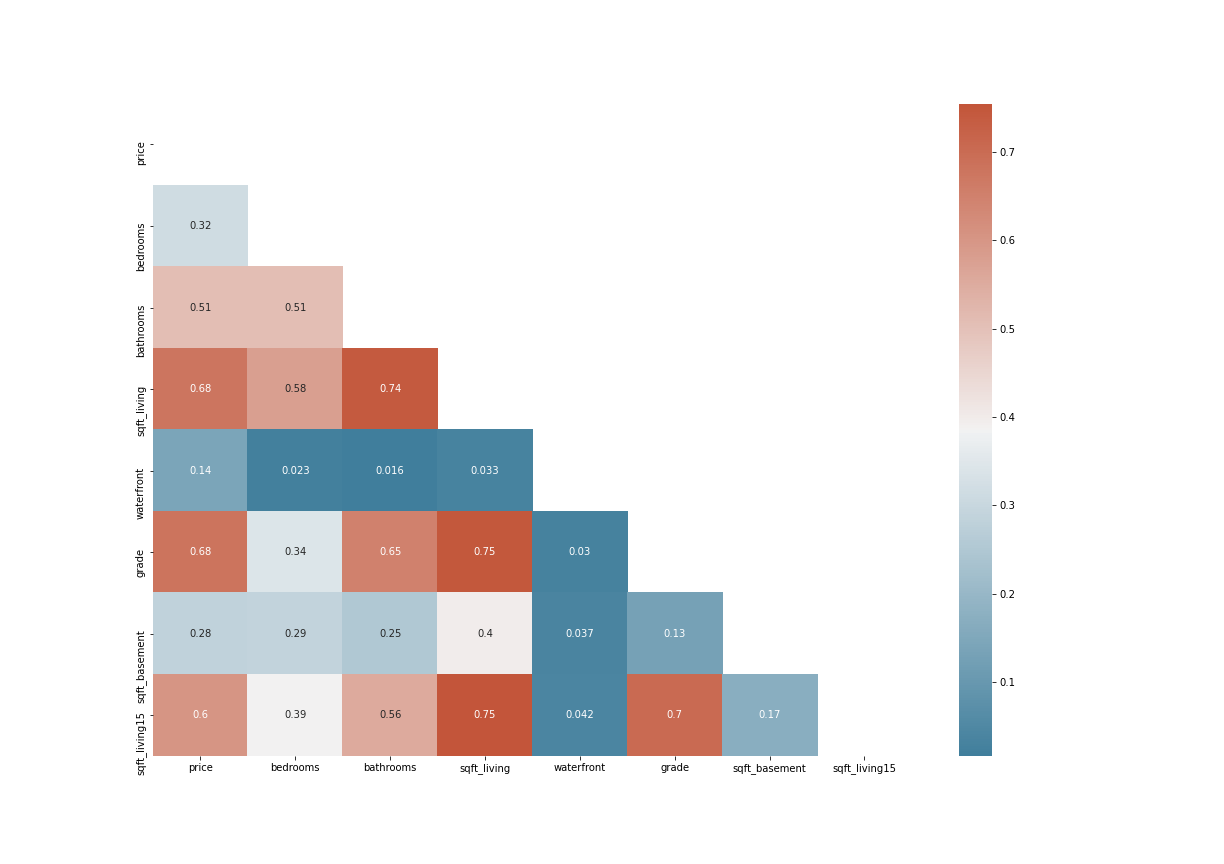 price
bedrooms 0.32
bathrooms 0.51 0.51
sqft_living 0.68 0.58 0.74
waterfront 0.14 0.023 0.016 0.033
grade 0.68 0.34 0.65 0.75 0.03
sqft_basement 0.28 0.29 0.25 0.4 0.037 0.13
sqft_living15 0.6 0.39 0.56 0.75 0.042 0.7 0.17
price bedrooms bathrooms sqft_living waterfront grade sqft_basement sqft_living15
0.7
0.6
0.5
0.4
0.3
0.2
0.1